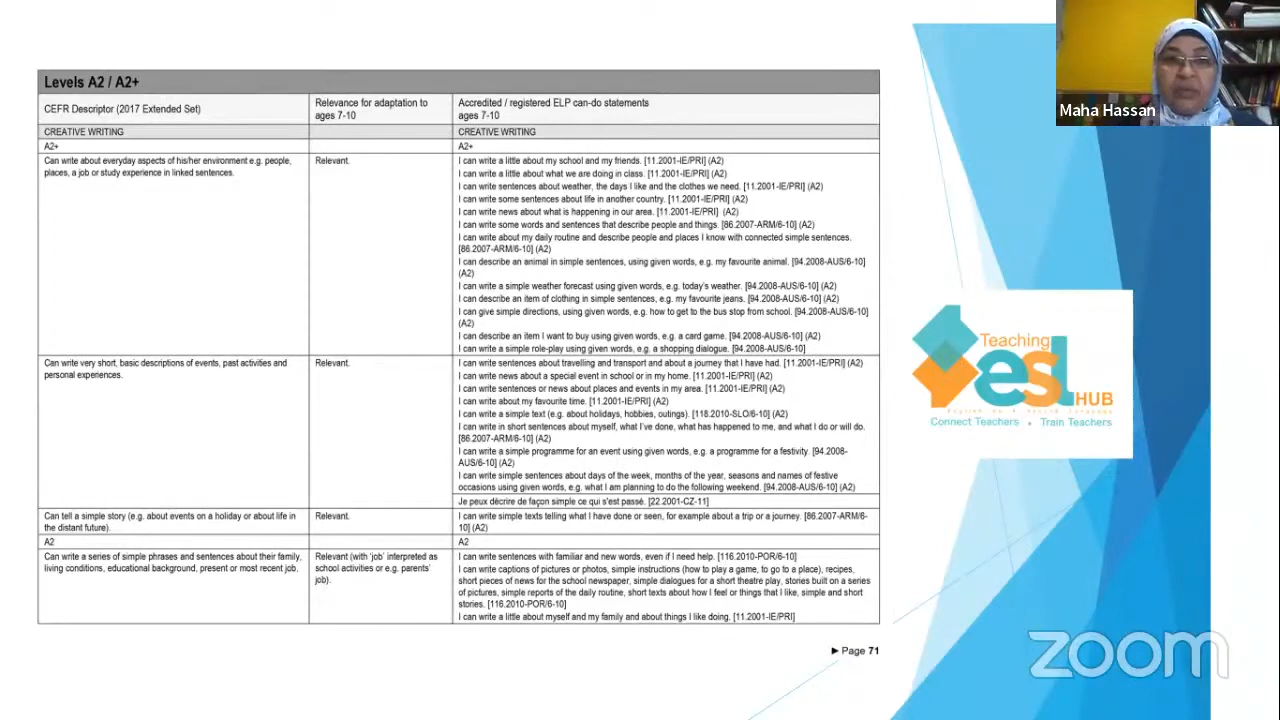 Levels A2 / A2+
CEFR Descriptor (2017 Extended Set)
Relevance for adaptation to
ages 7-10
Accredited / registered ELP can-do statements
ages 7-10
CREATIVE WRITING
CREATIVE WRITING
A2+
A2+
Can write about everyday aspects of his/her environment e.g. people,
places, a job or study experience in linked sentences.
Relevant.
I can write a little about my school and my friends. [11.2001-IE/PRI] (A2)
I can write a little about what we are doing in class. [11.2001-IE/PRI] (A2)
I can write sentences about weather, the days I like and the clothes we need. [11.2001-IE/PRI] (A2)
I can write some sentences about life in another country. [11.2001-IE/PRI] (A2)
I can write news about what is happening in our area. [11.2001-IE/PRI] (A2)
I can write some words and sentences that describe people and things. [86.2007-ARM/6-10] (A2)
I can write about my daily routine and describe people and places I know with connected simple sentences.
[86.2007-ARM/6-10] (A2)
I can describe an animal in simple sentences, using given words, e.g. my favourite animal. [94.2008-AUS/6-10]
(A2)
I can write a simple weather forecast using given words, e.g. today's weather. [94.2008-AUS/6-10] (A2)
I can describe an item of clothing in simple sentences, e.g. my favourite jeans. [94.2008-AUS/6-10] (A2)
I can give simple directions, using given words, e.g. how to get to the bus stop from school. [94.2008-AUS/6-10]
(A2)
I can describe an item I want to buy using given words, e.g. a card game. [94.2008-AUS/6-10] (A2)
I can write a simple role-play using given words, e.g. a shopping dialogue. [94.2008-AUS/6-10]
Can write very short, basic descriptions of events, past activities and
personal experiences.
Relevant.
I can write sentences about travelling and transport and about a journey that I have had. [11.2001-IE/PRI] (A2)
I can write news about a special event in school or in my home. [11.2001-IE/PRI] (A2)
I can write sentences or news about places and events in my area. [11.2001-IE/PRI] (A2)
I can write about my favourite time. [11.2001-IE/PRI] (A2)
I can write a simple text (e.g. about holidays, hobbies, outings). [118.2010-SLO/6-10] (A2)
I can write in short sentences about myself, what I've done, what has happened to me, and what I do or will do.
[86.2007-ARM/6-10] (A2)
I can write a simple programme for an event using given words, e.g. a programme for a festivity. [94.2008-
AUS/6-10] (A2)
I can write simple sentences about days of the week, months of the year, seasons and names of festive
occasions using given words, e.g. what I am planning to do the following weekend. [94.2008-AUS/6-10] (A2)
Je peux décrire de façon simple ce qui s'est passé. [22.2001-CZ-11]
Can tell a simple story (e.g. about events on a holiday or about life in
the distant future).
Relevant.
I can write simple texts telling what I have done or seen, for example about a trip or a journey. [86.2007-ARM/6-
10] (A2)
A2
A2
Can write a series of simple phrases and sentences about their family,
living conditions, educational background, present or most recent job.
Relevant (with 'job' interpreted as
school activities or e.g. parents'
job).
I can write sentences with familiar and new words, even if I need help. [116.2010-POR/6-10]
I can write captions of pictures or photos, simple instructions (how to play a game, to go to a place), recipes,
short pieces of news for the school newspaper, simple dialogues for a short theatre play, stories built on a series
of pictures, simple reports of the daily routine, short texts about how I feel or things that I like, simple and short
stories. [116.2010-POR/6-10]
I can write a little about myself and my family and about things I like doing. [11.2001-IE/PRI]
► Page 71
Maha Hassan
Teaching
esl HUB
English as a Second Language
Connect Teachers . Train Teachers
zoom